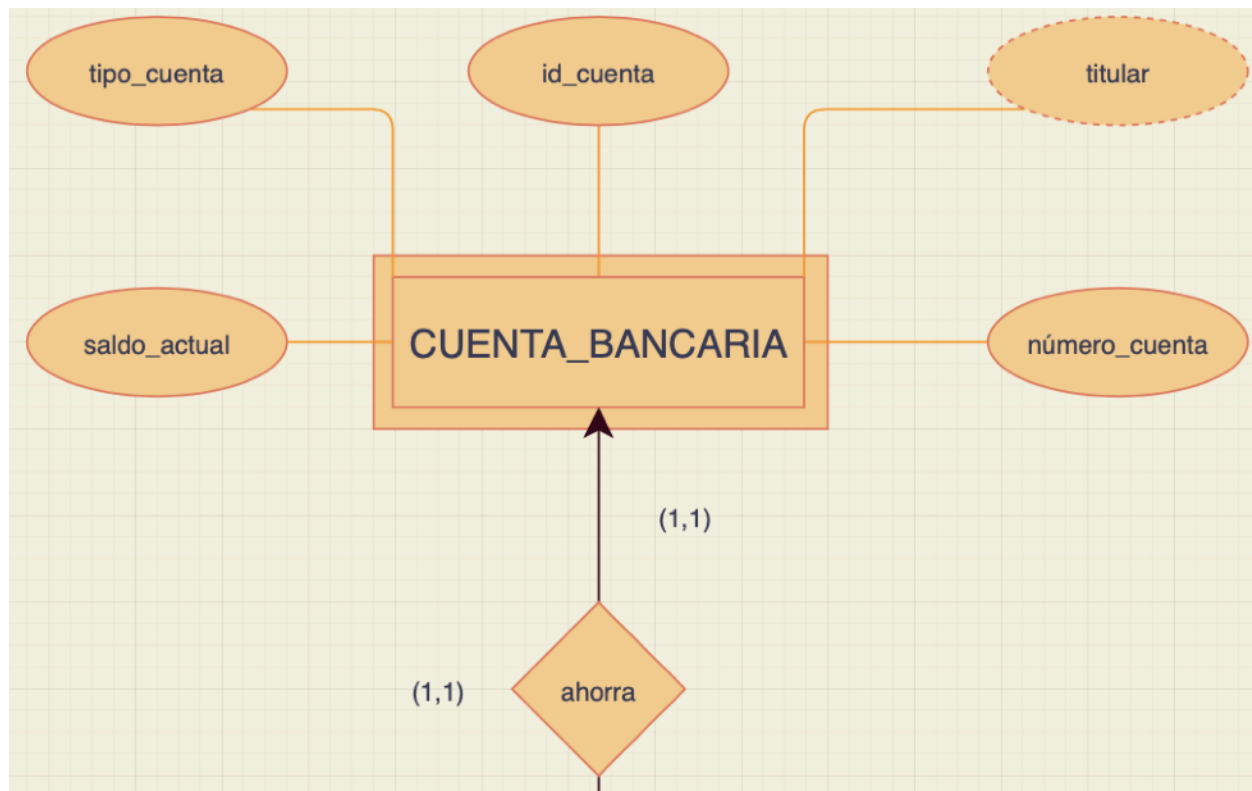 tipo_cuenta
id_cuenta
titular
saldo_actual
CUENTA_BANCARIA
número_cuenta
(1,1)
(1,1)
ahorra